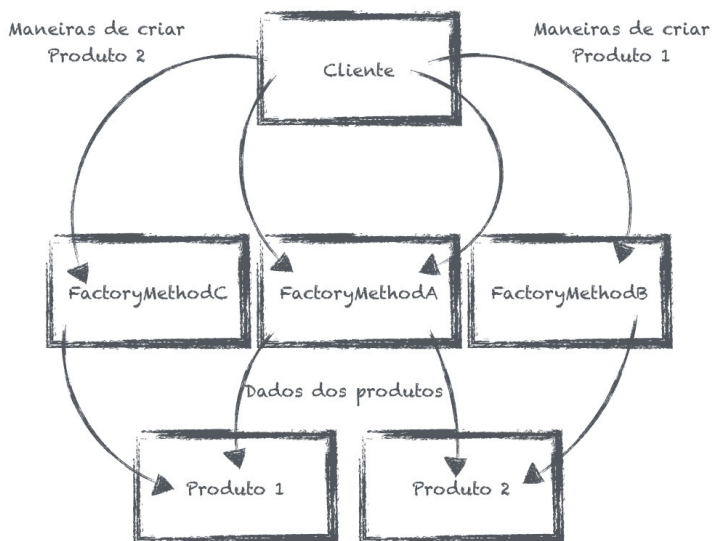 Maneiras de criar
Produto 2
Maneiras de criar
Produto 1
Cliente
FactoryMethodC
FactoryMethodA
FactoryMethodB
Dados dos produtos
Produto 1
Produto 2